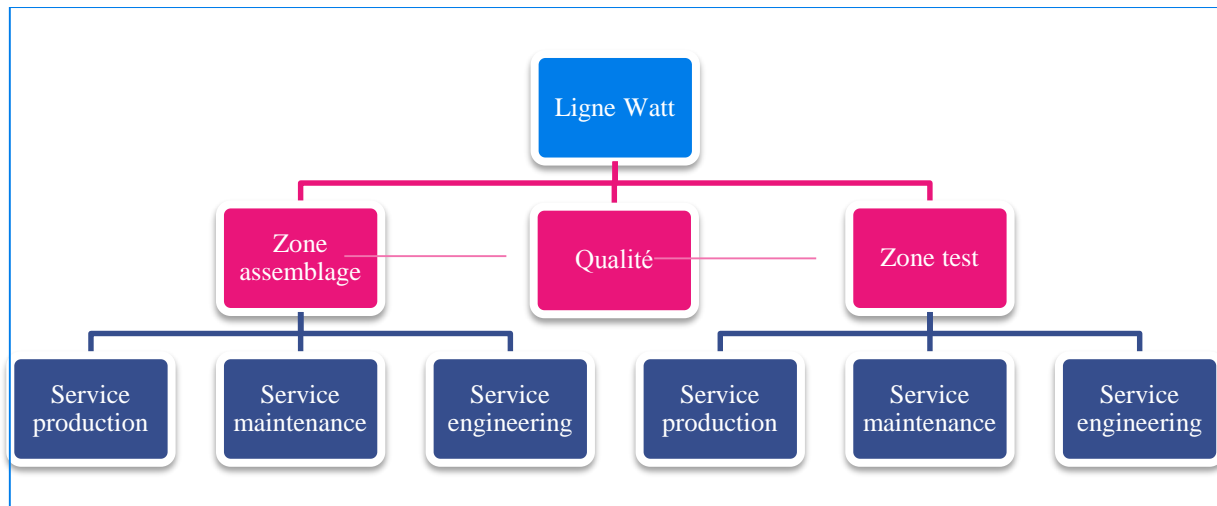 Ligne Watt
Zone
assemblage
Qualité
Zone test
Service
production
Service
maintenance
Service
engineering
Service
production
Service
maintenance
Service
engineering